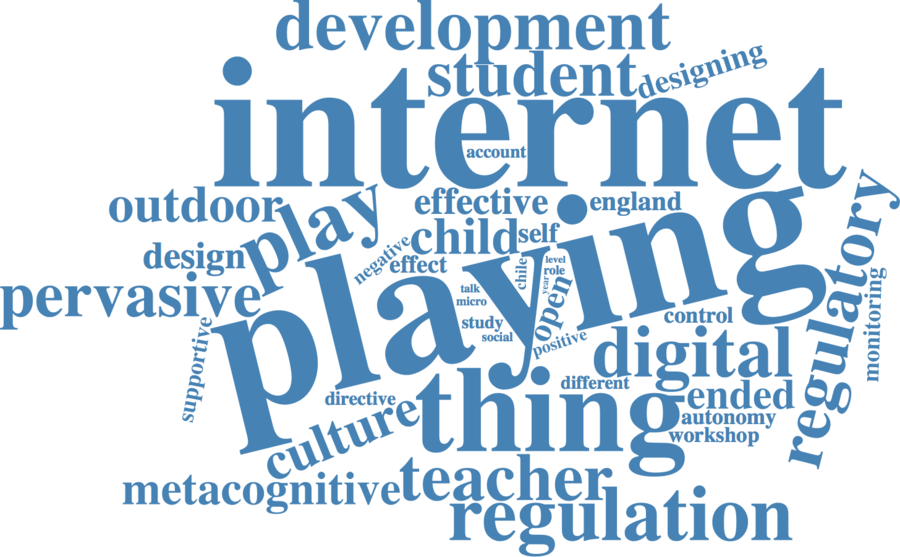 development
student
designing
internet
account
outdoor
play
effective
england
child
self
design
negative
effect
pervasive
playing
chile
level
role
year
talk
micro
open
study
social
positive
control
regulatory
monitoring
supportive
digital
different
directive
thing
-ended
autonomy
workshop
culture
metacognitive
teacher
regulation